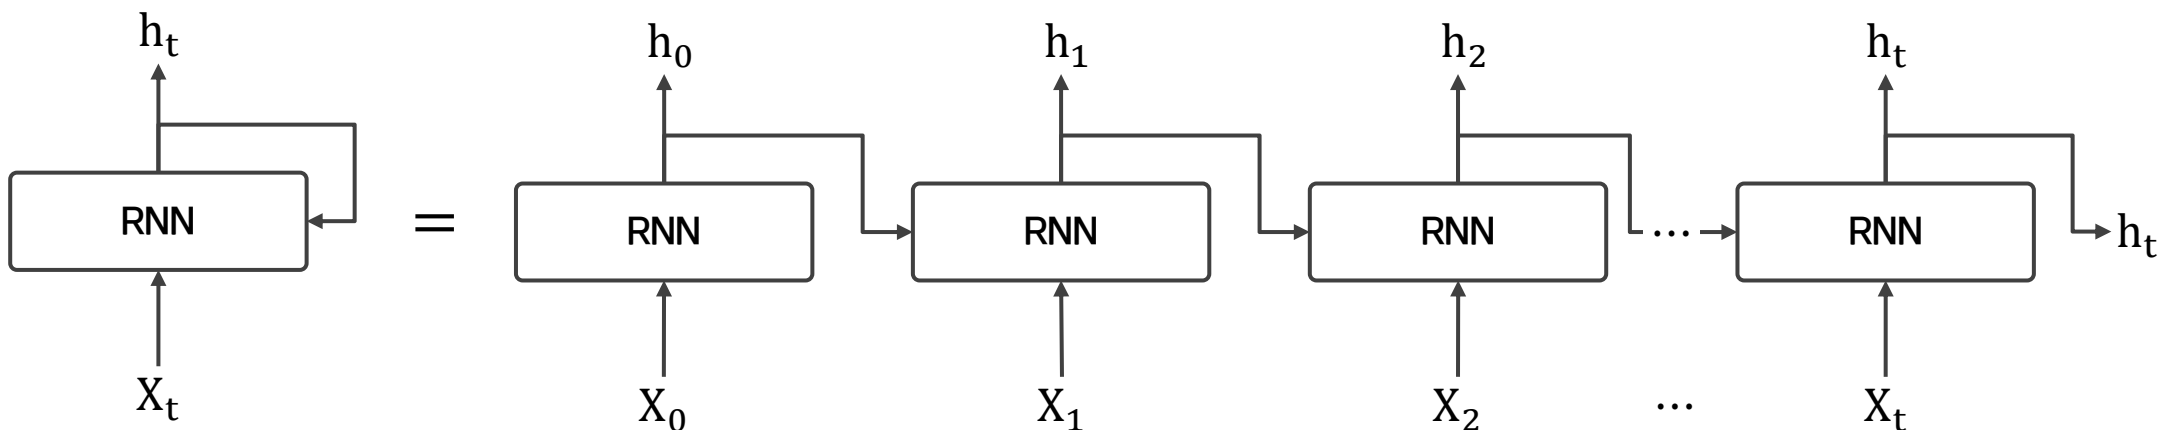 h_t h_0 h_1 h_2 h_t
RNN = RNN RNN RNN ... RNN h_t
X_t X_0 X_1 X_2 ... X_t